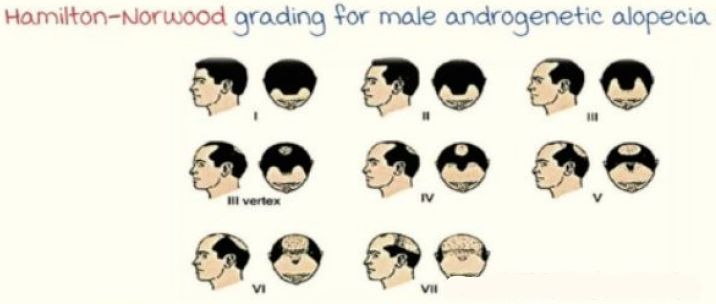 Hamilton-Norwood grading for male androgenetic alopecia
I II III
III vertex IV V
VI VII